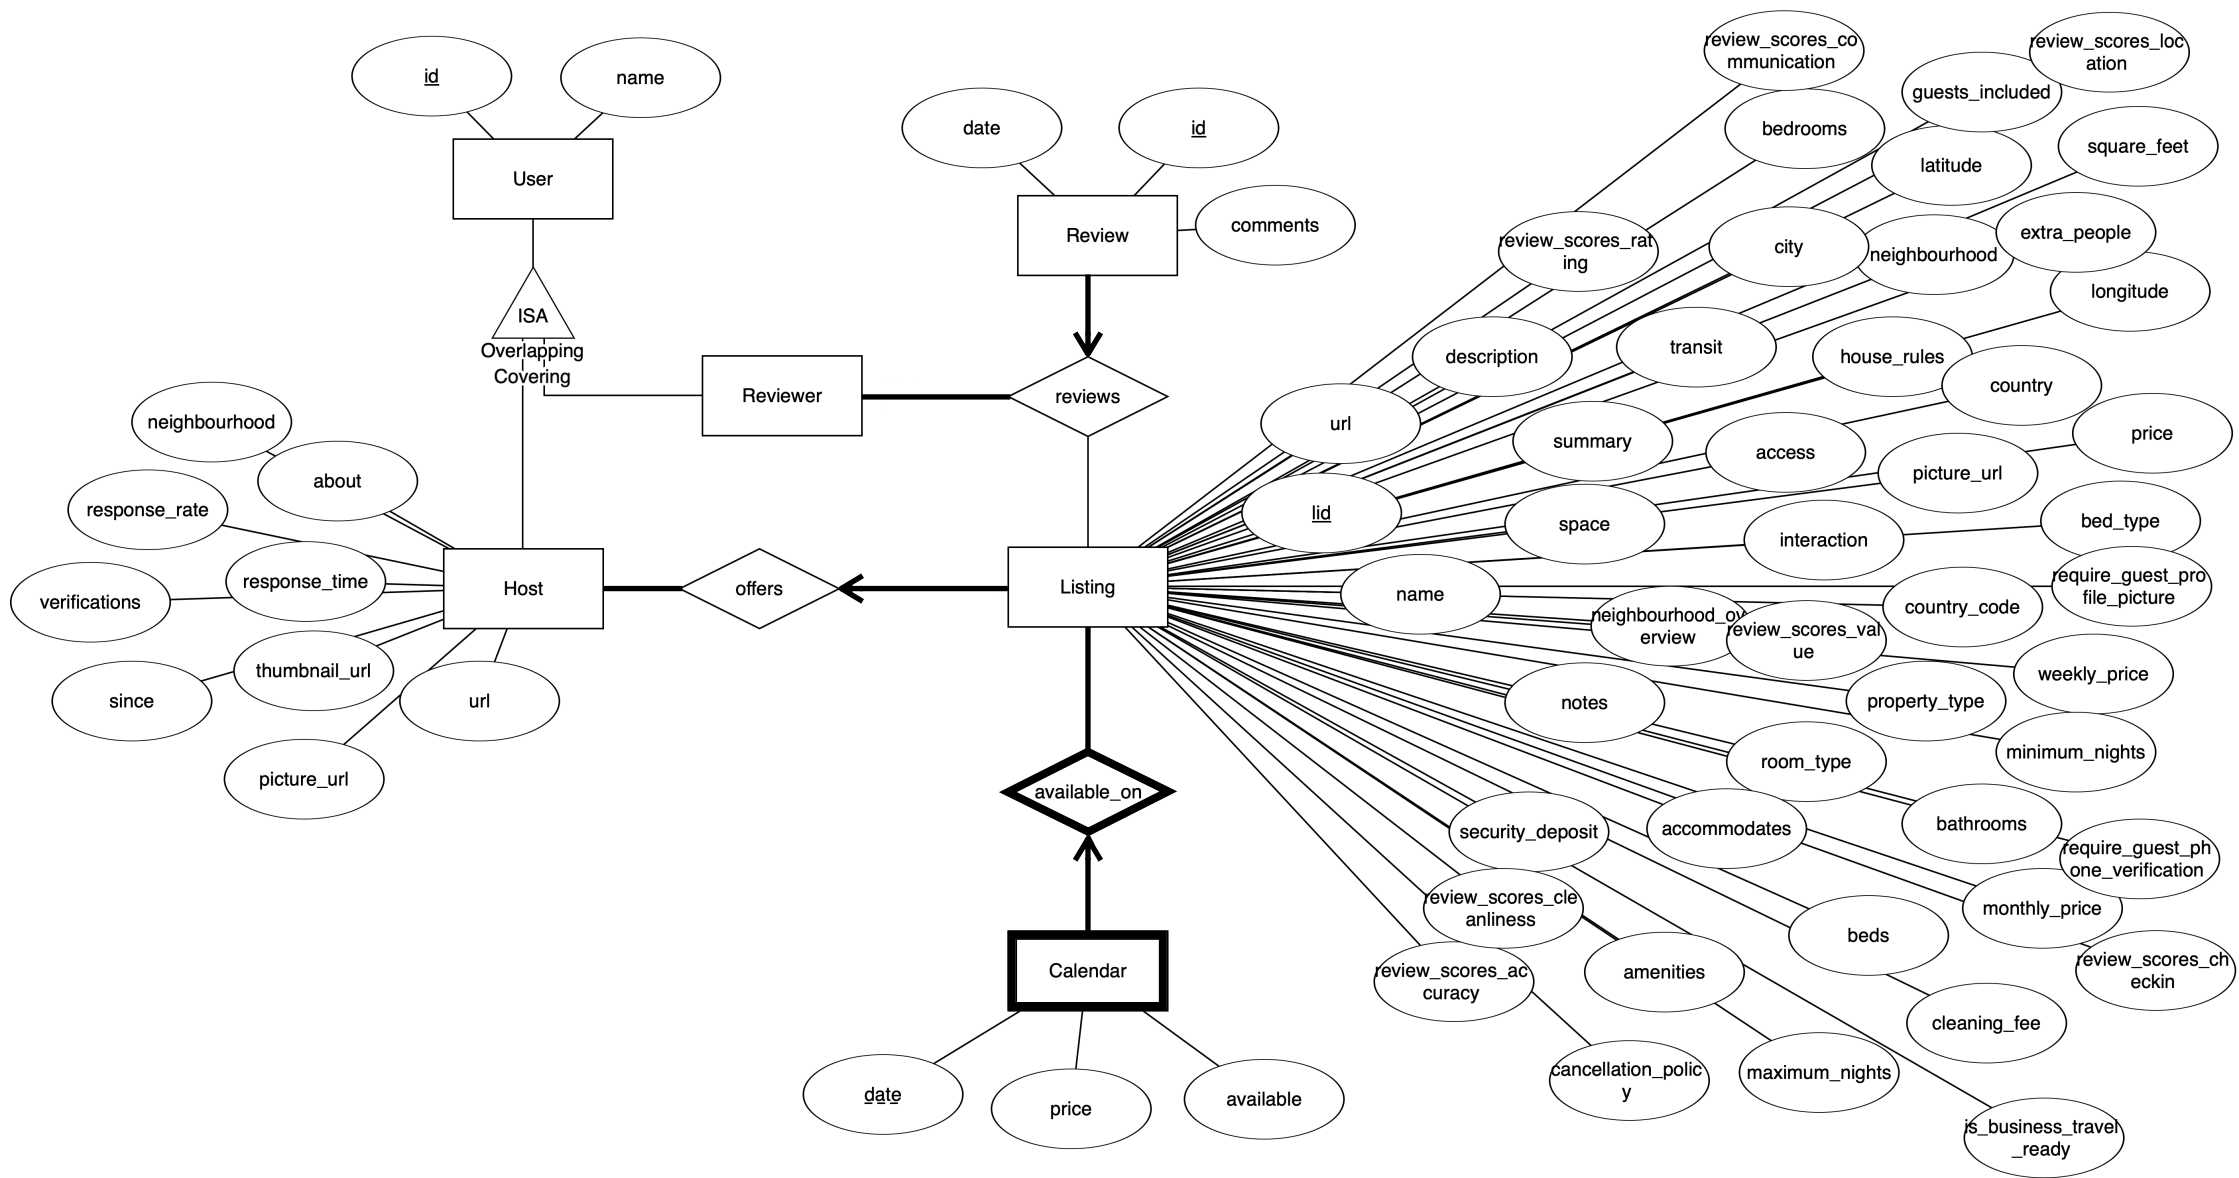 id
name
User
ISA
Overlapping
Covering
date
id
Review
comments
Reviewer
reviews
neighbourhood
about
response_rate
response_time
verifications
Host
thumbnail_url
since
url
picture_url
offers
Listing
available_on
Calendar
date
price
available
review_scores_co
mmunication
review_scores_loc
ation
guests_included
bedrooms
latitude
square_feet
review_scores_rat
ing
city
neighbourhood
extra_people
longitude
description
transit
house_rules
country
url
summary
access
picture_url
price
lid
space
interaction
bed_type
name
neighbourhood_ov
erview
review_scores_val
ue
country_code
require_guest_pro
file_picture
weekly_price
notes
property_type
room_type
minimum_nights
security_deposit
accommodates
bathrooms
require_guest_ph
one_verification
review_scores_cle
anliness
monthly_price
beds
review_scores_ac
curacy
amenities
review_scores_ch
eckin
cleaning_fee
cancellation_polic
y
maximum_nights
is_business_travel
_ready